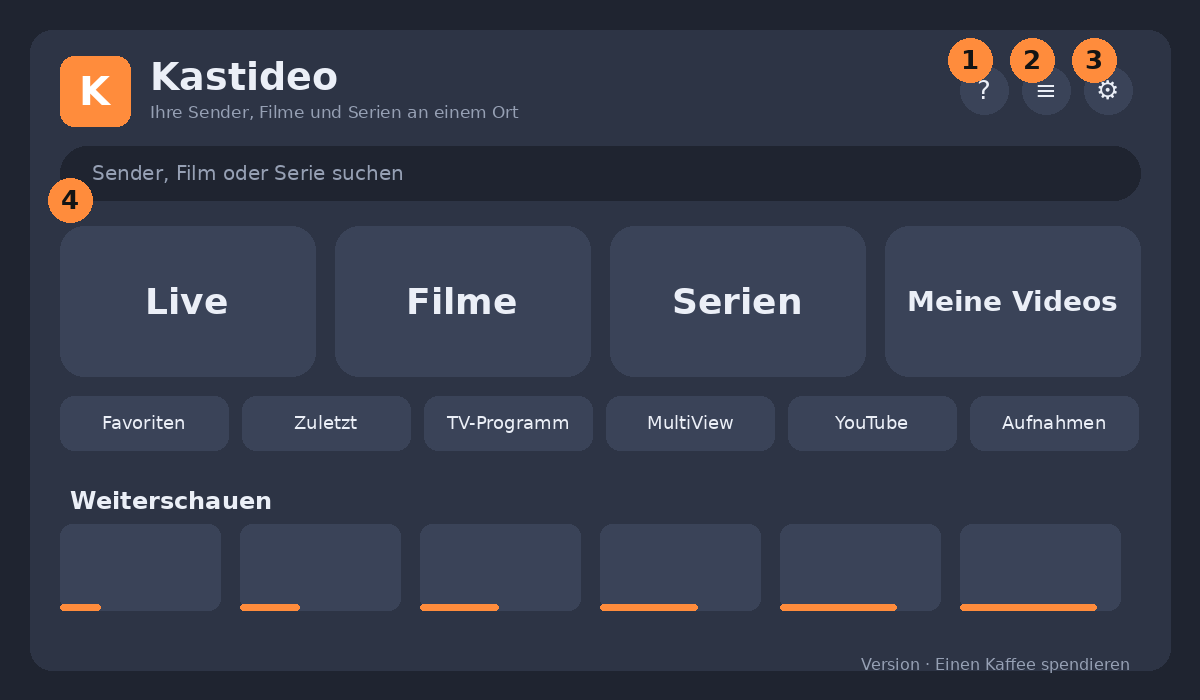 K
Kastideo
Ihre Sender, Filme und Serien an einem Ort
1 2 3
? ≡ ⚙
Sender, Film oder Serie suchen
4
Live Filme Serien Meine Videos
Favoriten Zuletzt TV-Programm MultiView YouTube Aufnahmen
Weiterschauen
Version · Einen Kaffee spendieren